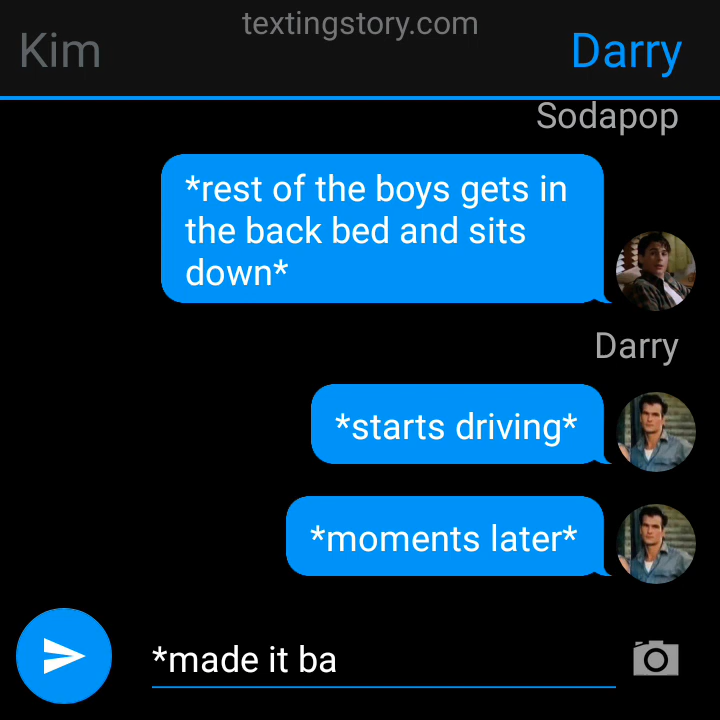 textingstory.com
Kim
Darry
Sodapop
*rest of the boys gets in
the back bed and sits
down*
Darry
*starts driving*
*moments later*
*made it ba